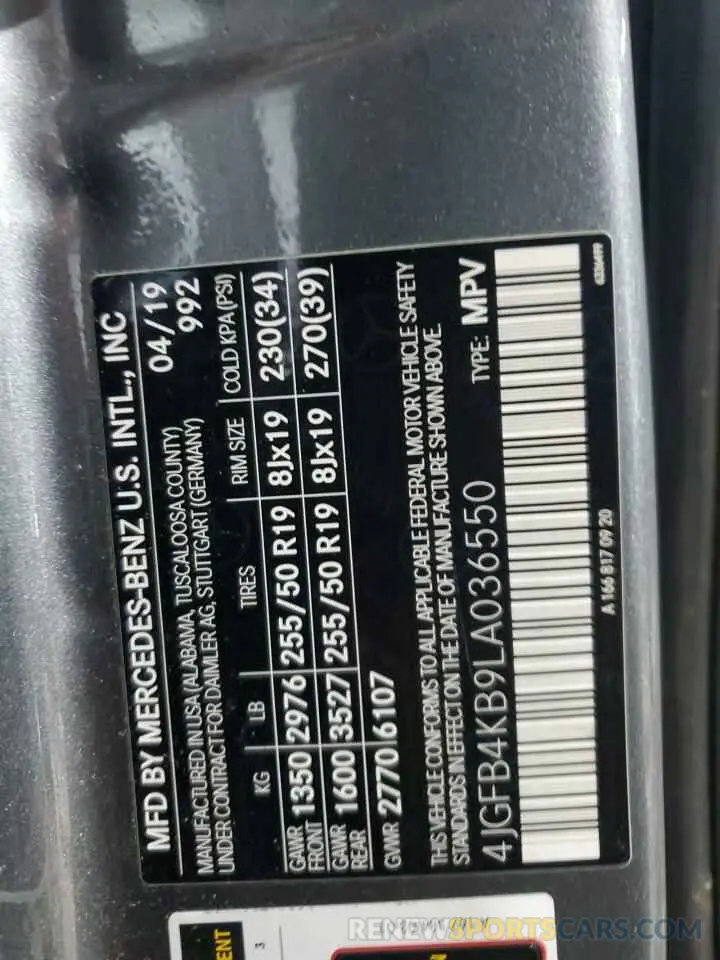 MFD BY MERCEDES-BENZ U.S. INTL., INC
04/19
MANUFACTURED IN USA (ALABAMA, TUSCALOOSA COUNTY)
992
UNDER CONTRACT FOR DAIMLER AG, STUTTGART (GERMANY)
KG LB TIRES RIM SIZE COLD KPA (PSI)
GAWR FRONT 1350 2976 255/50 R19 8Jx19 230(34)
GAWR REAR 1600 3527 255/50 R19 8Jx19 270(39)
GVWR 2770 6107
THIS VEHICLE CONFORMS TO ALL APPLICABLE FEDERAL MOTOR VEHICLE SAFETY
STANDARDS IN EFFECT ON THE DATE OF MANUFACTURE SHOWN ABOVE.
4JGFB4KB9LA036550 TYPE: MPV
A 166 817 09 20
RENEWSPORTSCARS.COM